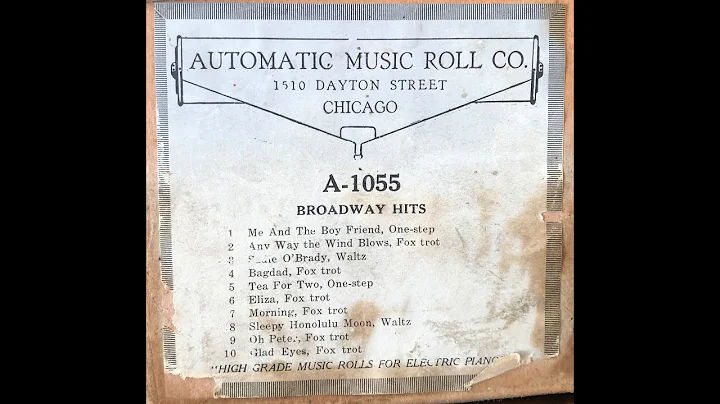 AUTOMATIC MUSIC ROLL CO.
1510 DAYTON STREET
CHICAGO
A-1055
BROADWAY HITS
1 Me And The Boy Friend, One-step
2 Any Way the Wind Blows, Fox trot
3 O'Brady, Waltz
4 Bagdad, Fox trot
5 Tea For Two, One-step
6 Eliza, Fox trot
7 Morning, Fox trot
8 Sleepy Honolulu Moon, Waltz
9 Oh Peter, Fox trot
10 Glad Eyes, Fox trot
"HIGH GRADE MUSIC ROLLS FOR ELECTRIC PIANOS